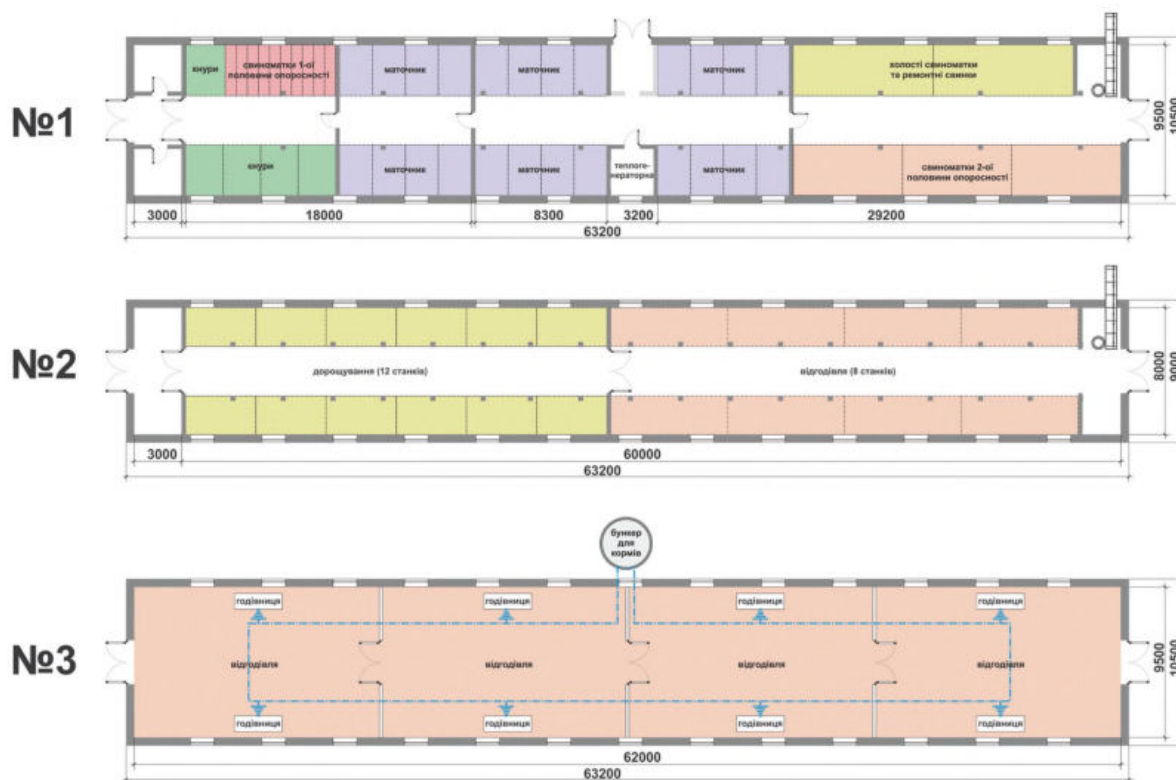 №1
кнури
свиноматки 1-ої
половини опоросності
маточник
маточник
маточник
холості свиноматки
та ремонтні свинки
кнури
маточник
маточник
теплоге-
нераторна
маточник
свиноматки 2-ої
половини опоросності
9500
10500
3000
18000
8300
3200
29200
63200
№2
дорощування (12 станків)
відгодівля (8 станків)
8000
9000
3000
60000
63200
бункер
для
кормів
№3
годівниця
годівниця
годівниця
годівниця
відгодівля
відгодівля
відгодівля
відгодівля
годівниця
годівниця
годівниця
годівниця
9500
10500
62000
63200